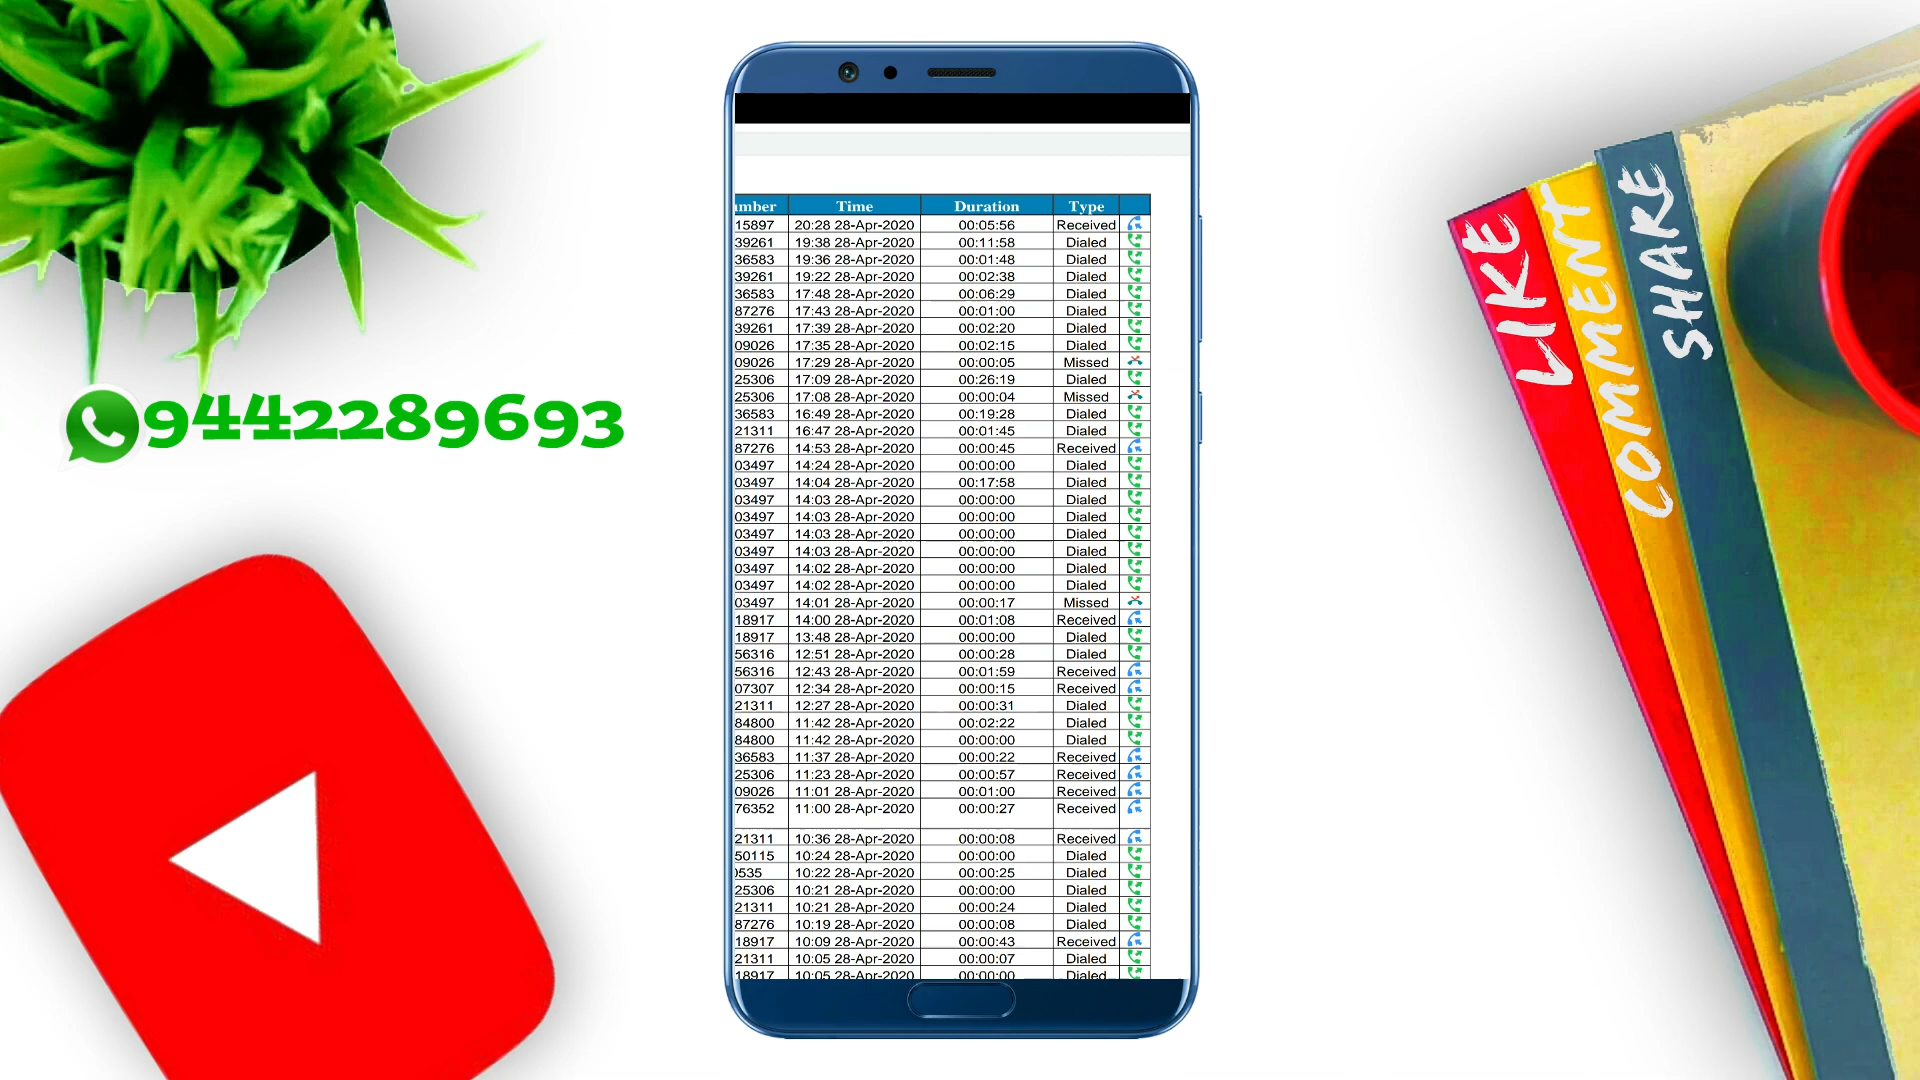 umber Time Duration Type
15897 20:28 28-Apr-2020 00:05:56 Received
39261 19:38 28-Apr-2020 00:11:58 Dialed
36583 19:36 28-Apr-2020 00:01:48 Dialed
39261 19:22 28-Apr-2020 00:02:38 Dialed
36583 17:48 28-Apr-2020 00:06:29 Dialed
87276 17:43 28-Apr-2020 00:01:00 Dialed
39261 17:39 28-Apr-2020 00:02:20 Dialed
09026 17:35 28-Apr-2020 00:02:15 Dialed
09026 17:29 28-Apr-2020 00:00:05 Missed
25306 17:09 28-Apr-2020 00:26:19 Dialed
25306 17:08 28-Apr-2020 00:00:04 Missed
36583 16:49 28-Apr-2020 00:19:28 Dialed
21311 16:47 28-Apr-2020 00:01:45 Dialed
87276 14:53 28-Apr-2020 00:00:45 Received
03497 14:24 28-Apr-2020 00:00:00 Dialed
03497 14:04 28-Apr-2020 00:17:58 Dialed
03497 14:03 28-Apr-2020 00:00:00 Dialed
03497 14:03 28-Apr-2020 00:00:00 Dialed
03497 14:03 28-Apr-2020 00:00:00 Dialed
03497 14:03 28-Apr-2020 00:00:00 Dialed
03497 14:02 28-Apr-2020 00:00:00 Dialed
03497 14:02 28-Apr-2020 00:00:00 Dialed
03497 14:01 28-Apr-2020 00:00:17 Missed
18917 14:00 28-Apr-2020 00:01:08 Received
18917 13:48 28-Apr-2020 00:00:00 Dialed
56316 12:51 28-Apr-2020 00:00:28 Dialed
56316 12:43 28-Apr-2020 00:01:59 Received
07307 12:34 28-Apr-2020 00:00:15 Received
21311 12:27 28-Apr-2020 00:00:31 Dialed
84800 11:42 28-Apr-2020 00:02:22 Dialed
84800 11:42 28-Apr-2020 00:00:00 Dialed
36583 11:37 28-Apr-2020 00:00:22 Received
25306 11:23 28-Apr-2020 00:00:57 Received
09026 11:01 28-Apr-2020 00:01:00 Received
76352 11:00 28-Apr-2020 00:00:27 Received
21311 10:36 28-Apr-2020 00:00:08 Received
50115 10:24 28-Apr-2020 00:00:00 Dialed
0535 10:22 28-Apr-2020 00:00:25 Dialed
25306 10:21 28-Apr-2020 00:00:00 Dialed
21311 10:21 28-Apr-2020 00:00:24 Dialed
87276 10:19 28-Apr-2020 00:00:08 Dialed
18917 10:09 28-Apr-2020 00:00:43 Received
21311 10:05 28-Apr-2020 00:00:07 Dialed
18917 10:05 28-Apr-2020 00:00:00 Dialed
9442289693
LIKE
COMMENT
SHARE